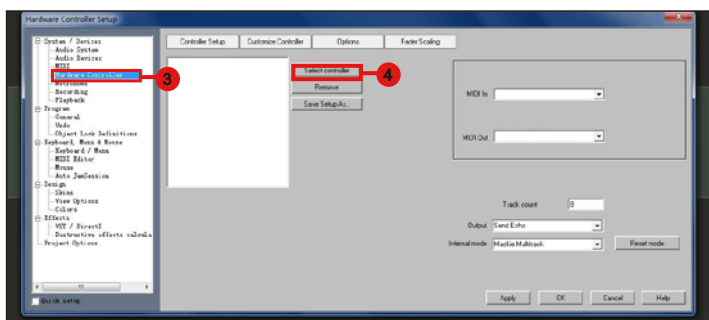 Hardware Controller Setup
System / Devices
Audio System
Audio Devices
MIDI
Hardware Controller
3
Metronome
Recording
Playback
Program
General
Undo
Object Lock Definitions
Keyboard, Menu & Mouse
Keyboard / Menu
MIDI Editor
Mouse
Auto JamSession
Design
Skins
View Options
Colors
Effects
VST / DirectX
Destructive effects calcula
Project Options
Quick setup
Controller Setup
Customize Controller
Options
Fader Scaling
Select controller
4
Remove
Save Setup As..
MIDI In
MIDI Out
Track count 8
Output Send Echo
Internal mode Mackie Multitrack
Reset mode
Apply OK Cancel Help